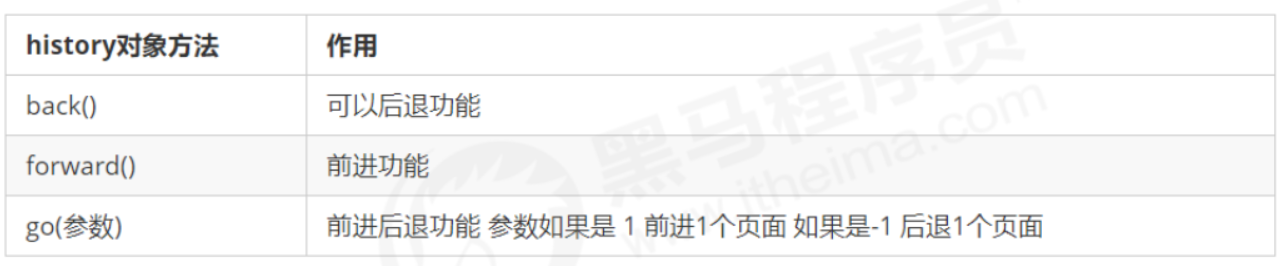 history对象方法 作用
back() 可以后退功能
forward() 前进功能
go(参数) 前进后退功能 参数如果是 1 前进1个页面 如果是-1 后退1个页面
黑马程序员
www.itheima.com